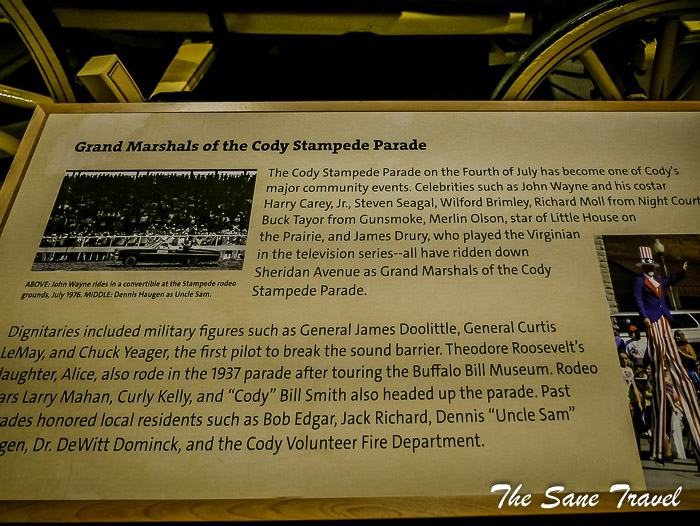 Grand Marshals of the Cody Stampede Parade
The Cody Stampede Parade on the Fourth of July has become one of Cody's
major community events. Celebrities such as John Wayne and his costar
Harry Carey, Jr., Steven Seagal, Wilford Brimley, Richard Moll from Night Court
Buck Tayor from Gunsmoke, Merlin Olson, star of Little House on
the Prairie, and James Drury, who played the Virginian
in the television series--all have ridden down
Sheridan Avenue as Grand Marshals of the Cody
Stampede Parade.
ABOVE: John Wayne rides in a convertible at the Stampede rodeo
grounds, July 1976. MIDDLE: Dennis Haugen as Uncle Sam.
Dignitaries included military figures such as General James Doolittle, General Curtis
LeMay, and Chuck Yeager, the first pilot to break the sound barrier. Theodore Roosevelt's
daughter, Alice, also rode in the 1937 parade after touring the Buffalo Bill Museum. Rodeo
ars Larry Mahan, Curly Kelly, and "Cody" Bill Smith also headed up the parade. Past
ades honored local residents such as Bob Edgar, Jack Richard, Dennis "Uncle Sam"
gen, Dr. DeWitt Dominck, and the Cody Volunteer Fire Department.
The Sane Travel